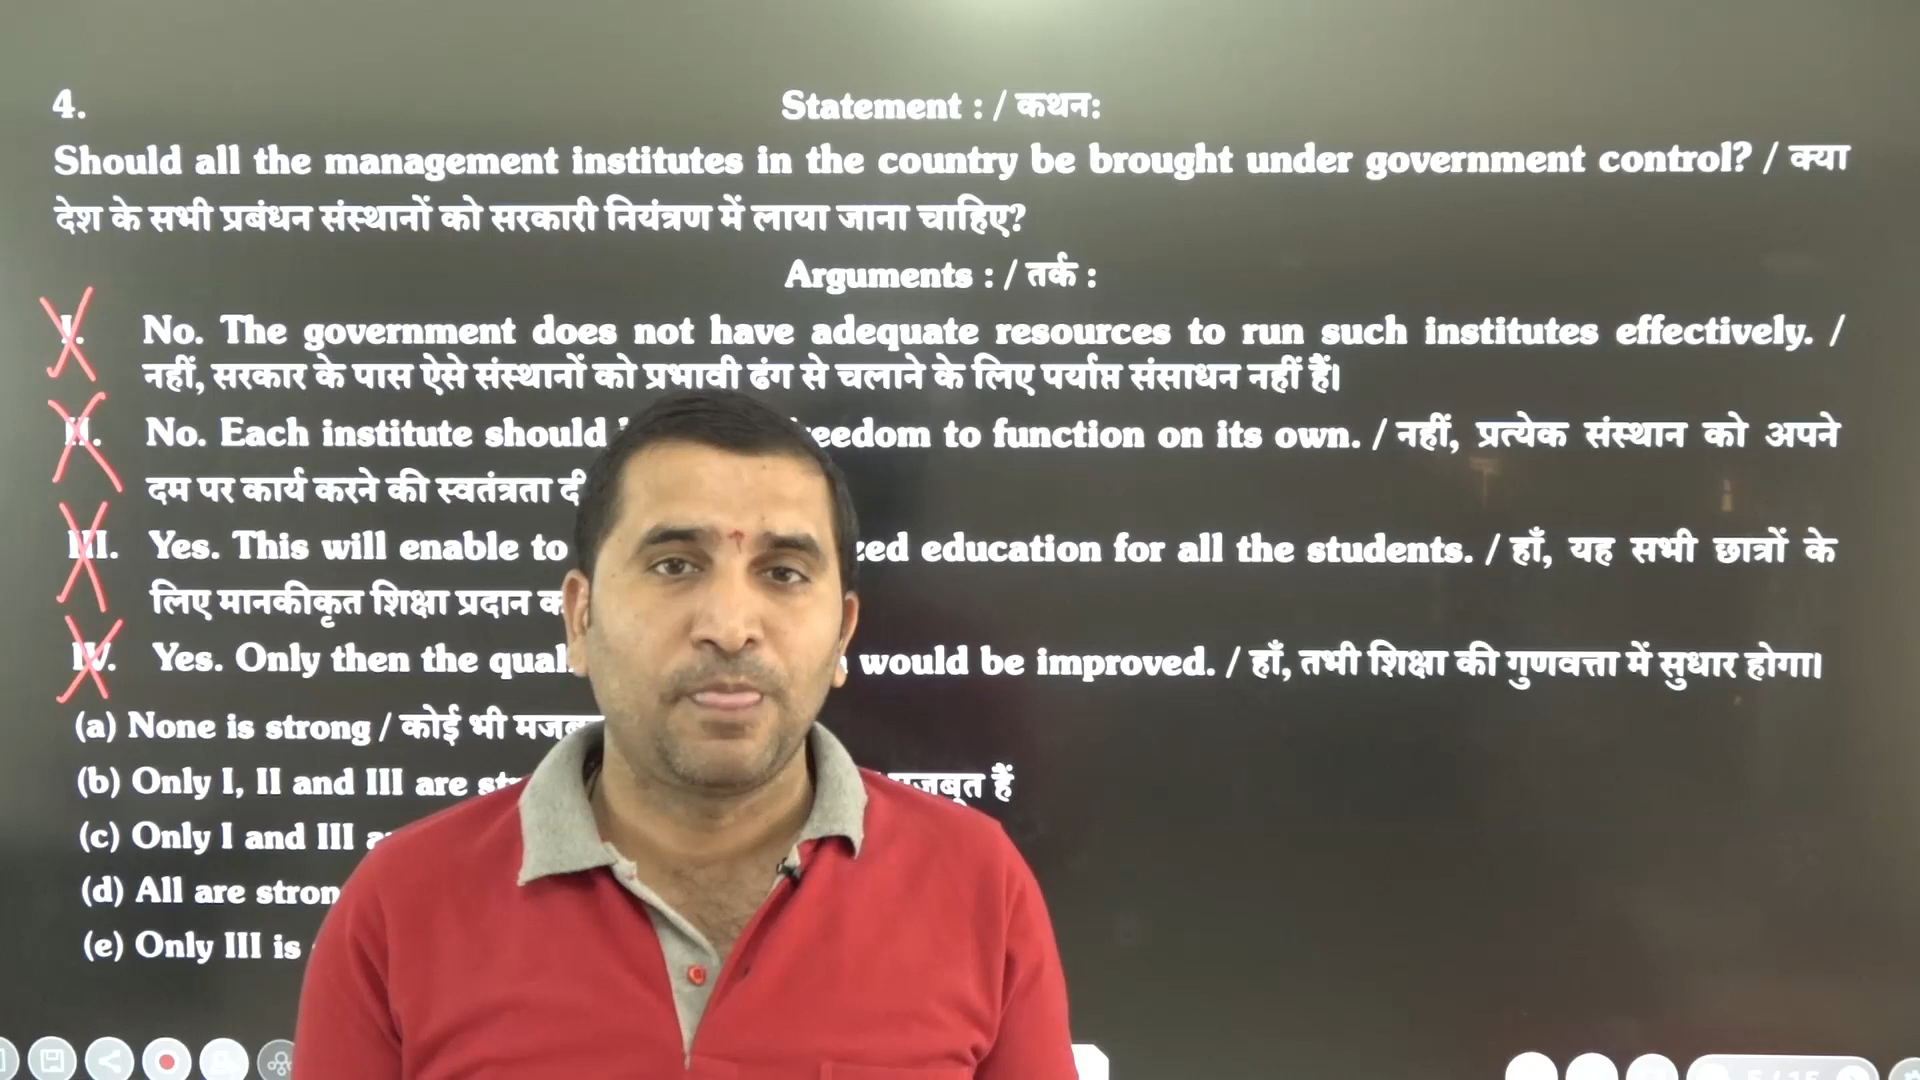 4.
Statement : / कथन:
Should all the management institutes in the country be brought under government control? / क्या
देश के सभी प्रबंधन संस्थानों को सरकारी नियंत्रण में लाया जाना चाहिए?
Arguments : / तर्क :
I. No. The government does not have adequate resources to run such institutes effectively. /
नहीं, सरकार के पास ऐसे संस्थानों को प्रभावी ढंग से चलाने के लिए पर्याप्त संसाधन नहीं हैं।
II. No. Each institute should to function on its own. / नहीं, प्रत्येक संस्थान को अपने
दम पर कार्य करने की स्वतंत्रता
III. Yes. This will enable to education for all the students. / हाँ, यह सभी छात्रों के
लिए मानकीकृत शिक्षा प्रदान
IV. Yes. Only then the would be improved. / हाँ, तभी शिक्षा की गुणवत्ता में सुधार होगा।
(a) None is strong / कोई भी
(b) Only I, II and III are मजबूत हैं
(c) Only I and III
(d) All are
(e) Only III is
5 / 15